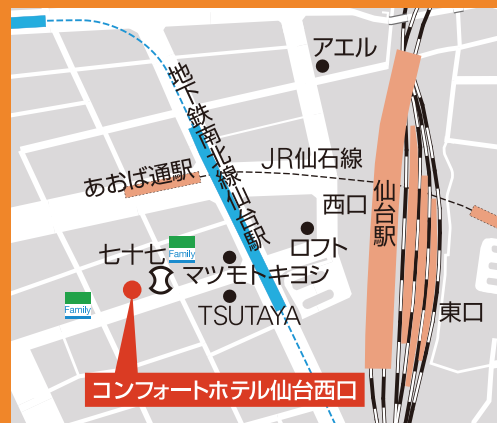 アエル
地下鉄南北線仙台駅
JR仙石線
あおば通駅
西口
仙台駅
ロフト
七十七
Family
マツモトキヨシ
Family
TSUTAYA
東口
コンフォートホテル仙台西口